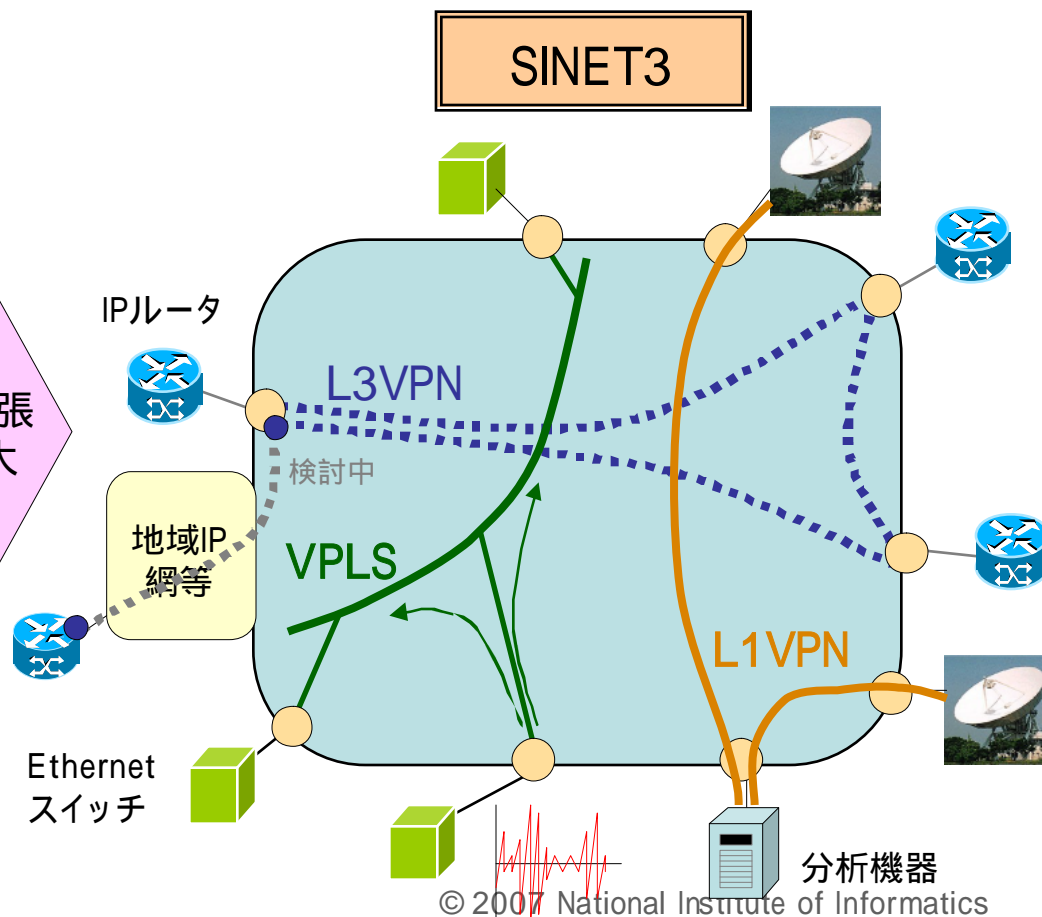 SINET3
IPルータ
L3VPN
張
大
検討中
地域IP
網等
VPLS
L1VPN
Ethernet
スイッチ
分析機器
© 2007 National Institute of Informatics